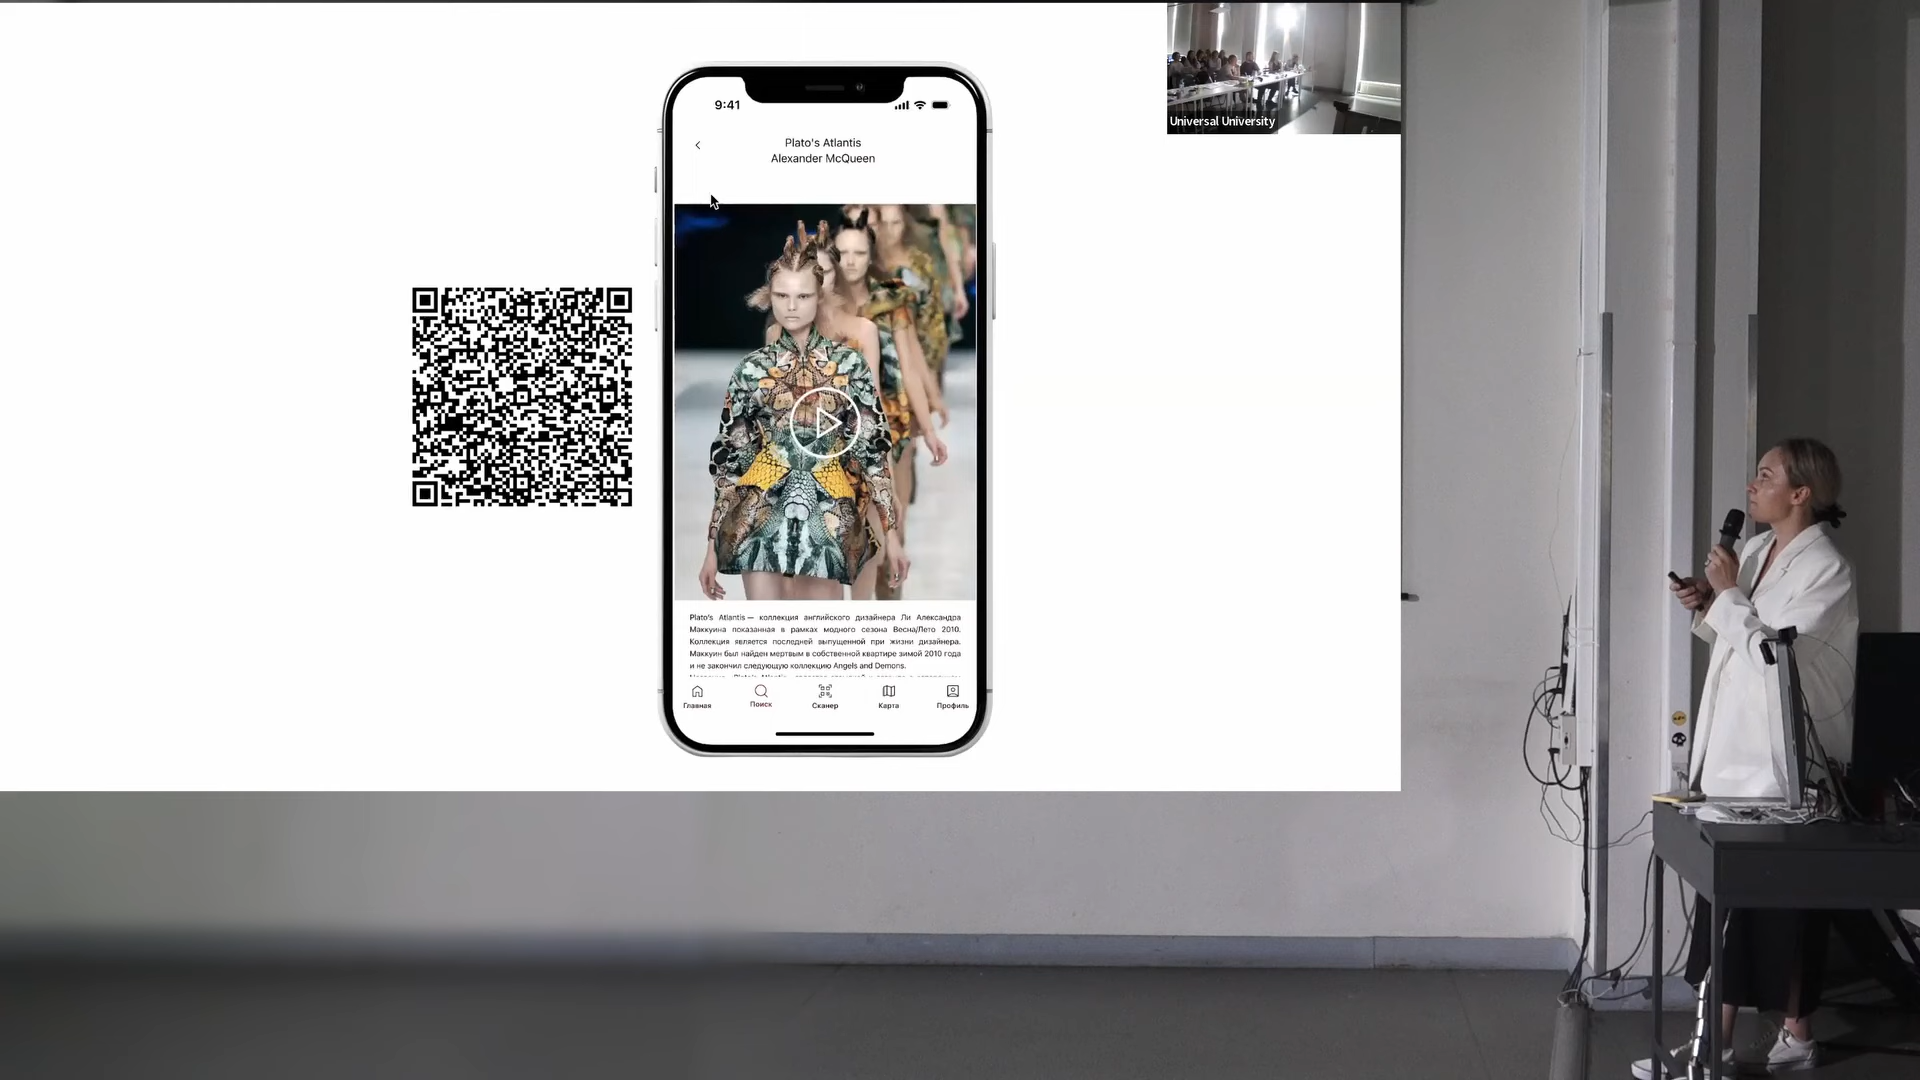 9:41
Plato's Atlantis
Alexander McQueen
Universal University
Plato's Atlantis — коллекция английского дизайнера Ли Александра
Маккуина показанная в рамках модного сезона Весна/Лето 2010.
Коллекция является последней выпущенной при жизни дизайнера.
Маккуин был найден мертвым в собственной квартире зимой 2010 года
и не закончил следующую коллекцию Angels and Demons.
Главная
Поиск
Сканер
Карта
Профиль